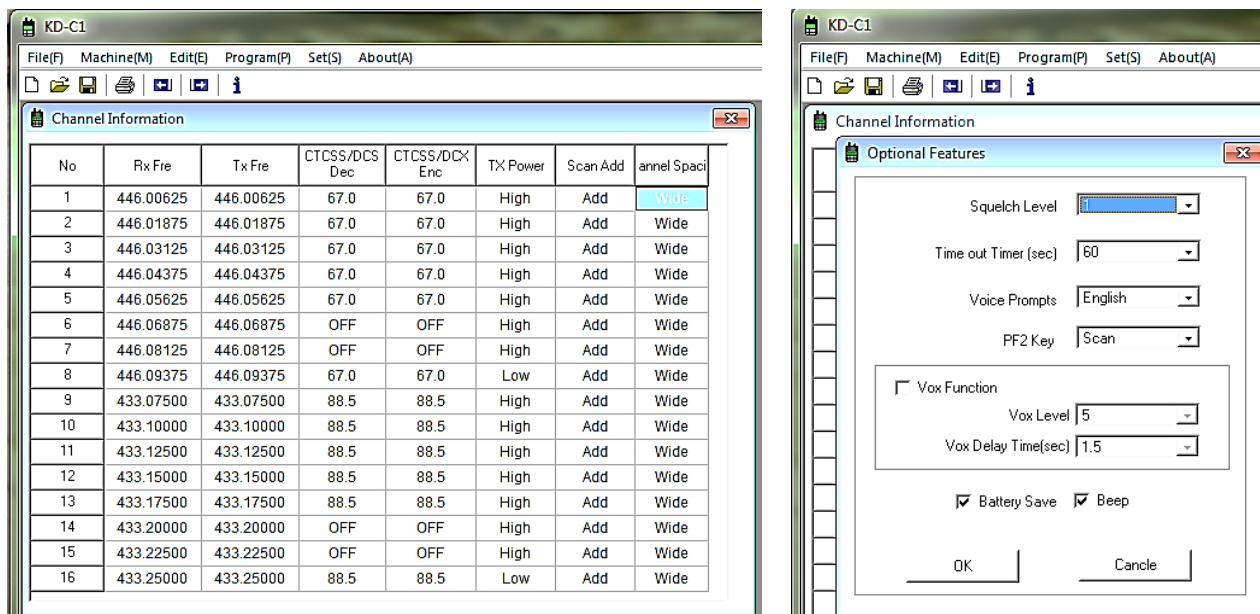 KD-C1
File(F) Machine(M) Edit(E) Program(P) Set(S) About(A)
Channel Information
No Rx Fre Tx Fre CTCSS/DCS Dec CTCSS/DCX Enc TX Power Scan Add annel Spaci
1 446.00625 446.00625 67.0 67.0 High Add Wide
2 446.01875 446.01875 67.0 67.0 High Add Wide
3 446.03125 446.03125 67.0 67.0 High Add Wide
4 446.04375 446.04375 67.0 67.0 High Add Wide
5 446.05625 446.05625 67.0 67.0 High Add Wide
6 446.06875 446.06875 OFF OFF High Add Wide
7 446.08125 446.08125 OFF OFF High Add Wide
8 446.09375 446.09375 67.0 67.0 Low Add Wide
9 433.07500 433.07500 88.5 88.5 High Add Wide
10 433.10000 433.10000 88.5 88.5 High Add Wide
11 433.12500 433.12500 88.5 88.5 High Add Wide
12 433.15000 433.15000 88.5 88.5 High Add Wide
13 433.17500 433.17500 88.5 88.5 High Add Wide
14 433.20000 433.20000 OFF OFF High Add Wide
15 433.22500 433.22500 OFF OFF High Add Wide
16 433.25000 433.25000 88.5 88.5 Low Add Wide
KD-C1
File(F) Machine(M) Edit(E) Program(P) Set(S) About(A)
Channel Information
Optional Features
Squelch Level 1
Time out Timer (sec) 60
Voice Prompts English
PF2 Key Scan
Vox Function
Vox Level 5
Vox Delay Time(sec) 1.5
Battery Save Beep
OK Cancle